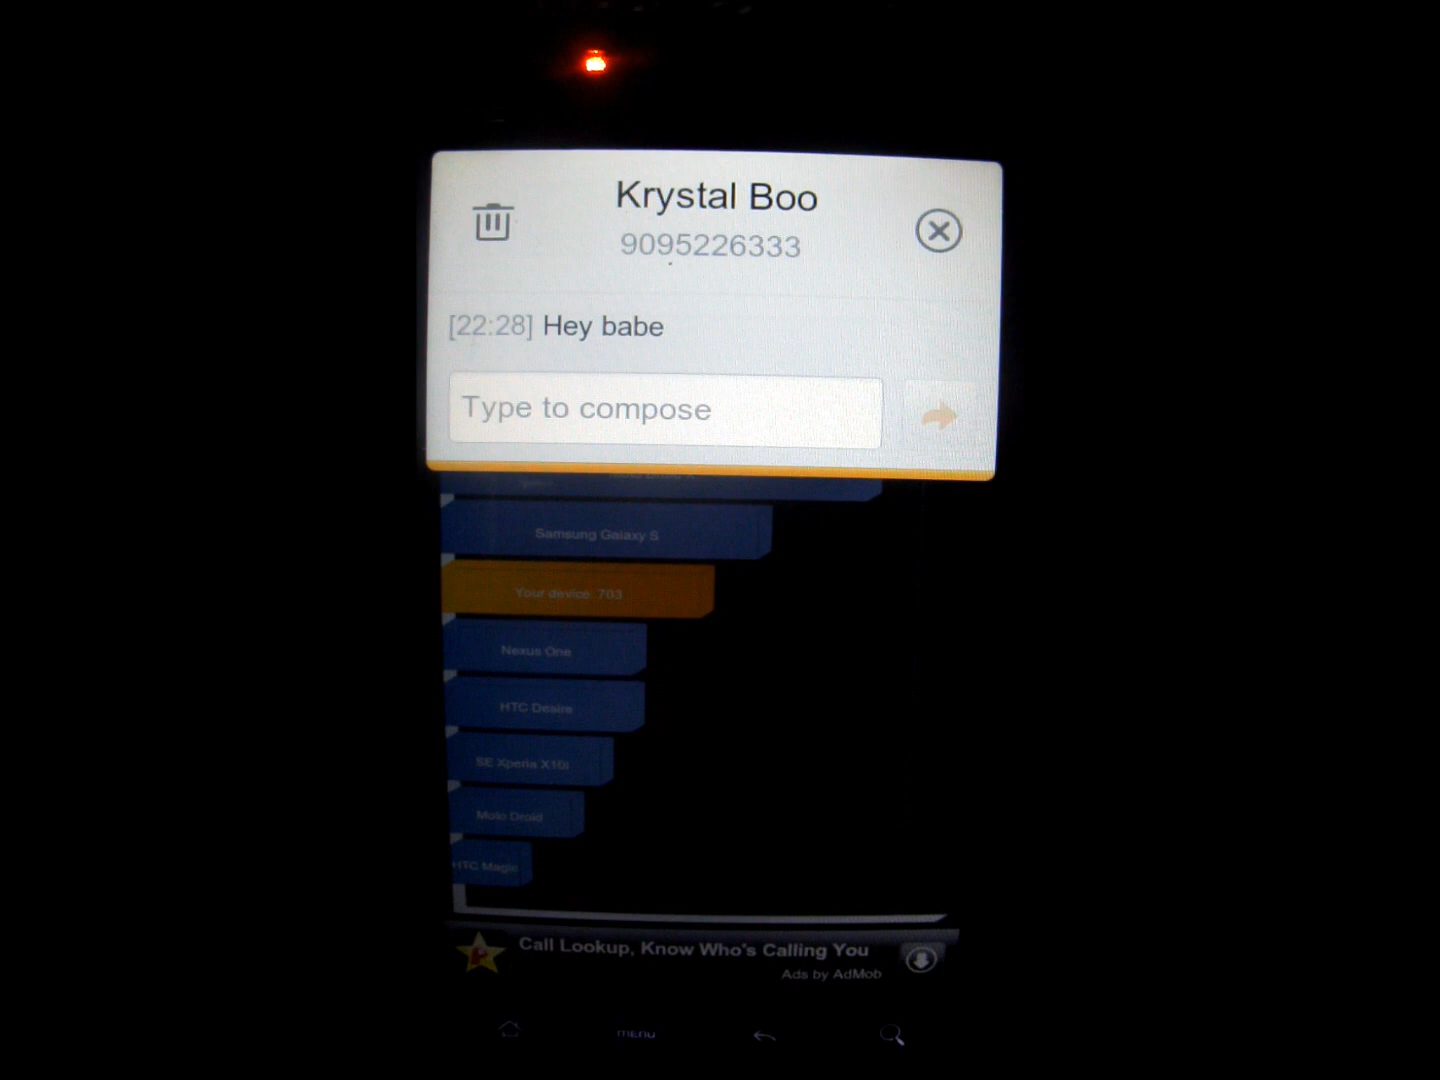 Krystal Boo
9095226333
[22:28] Hey babe
Type to compose
Samsung Galaxy S
Your device: 703
Nexus One
HTC Desire
SE Xperia X10i
Moto Droid
HTC Magic
Call Lookup, Know Who's Calling You
Ads by AdMob
MENU